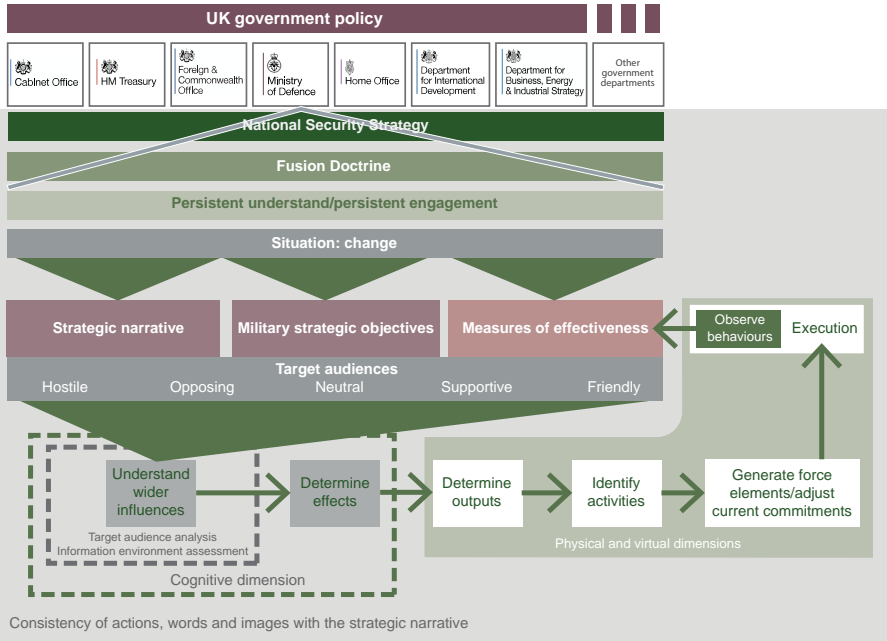 UK government policy
Cabinet Office
HM Treasury
Foreign &
Commonwealth
Office
Ministry
of Defence
Home Office
Department
for International
Development
Department for
Business, Energy
& Industrial Strategy
Other
government
departments
National Security Strategy
Fusion Doctrine
Persistent understand/persistent engagement
Situation: change
Strategic narrative
Military strategic objectives
Measures of effectiveness
Observe
behaviours
Execution
Target audiences
Hostile
Opposing
Neutral
Supportive
Friendly
Understand
wider
influences
Determine
effects
Determine
outputs
Identify
activities
Generate force
elements/adjust
current commitments
Target audience analysis
Information environment assessment
Physical and virtual dimensions
Cognitive dimension
Consistency of actions, words and images with the strategic narrative